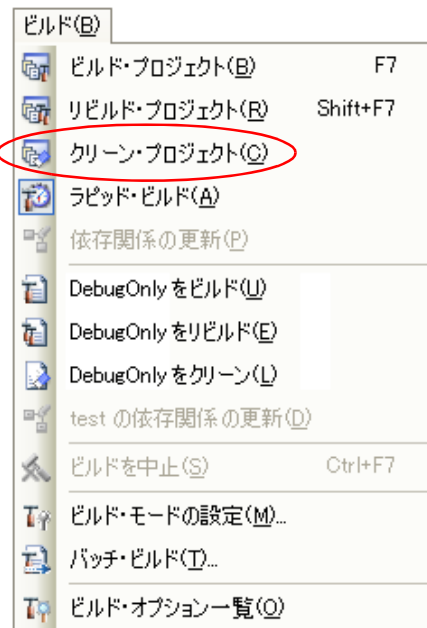 ビルド(B)
ビルド・プロジェクト(B) F7
リビルド・プロジェクト(R) Shift+F7
クリーン・プロジェクト(C)
ラピッド・ビルド(A)
依存関係の更新(P)
DebugOnly をビルド(U)
DebugOnly をリビルド(E)
DebugOnly をクリーン(L)
test の依存関係の更新(D)
ビルドを中止(S) Ctrl+F7
ビルド・モードの設定(M)...
バッチ・ビルド(T)...
ビルド・オプション一覧(O)